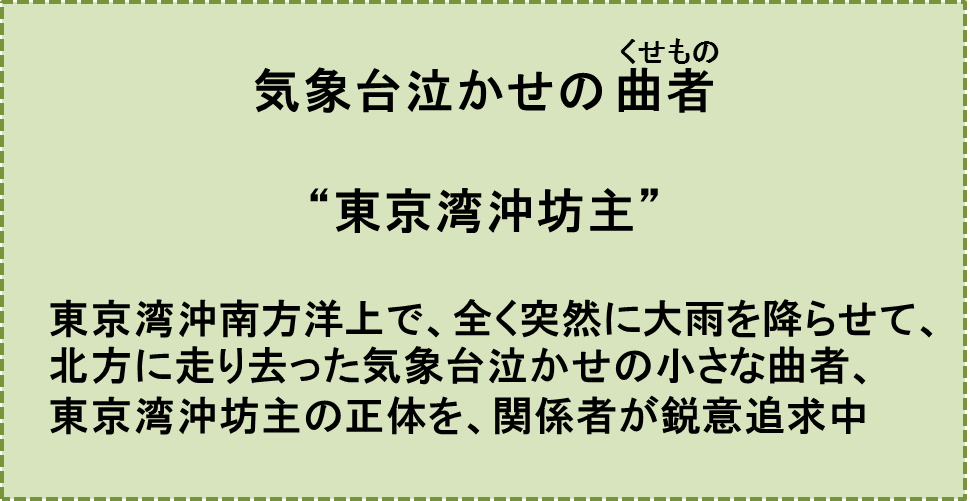 くせもの
気象台泣かせの曲者
“東京湾沖坊主”
東京湾沖南方洋上で、全く突然に大雨を降らせて、
北方に走り去った気象台泣かせの小さな曲者、
東京湾沖坊主の正体を、関係者が鋭意追求中